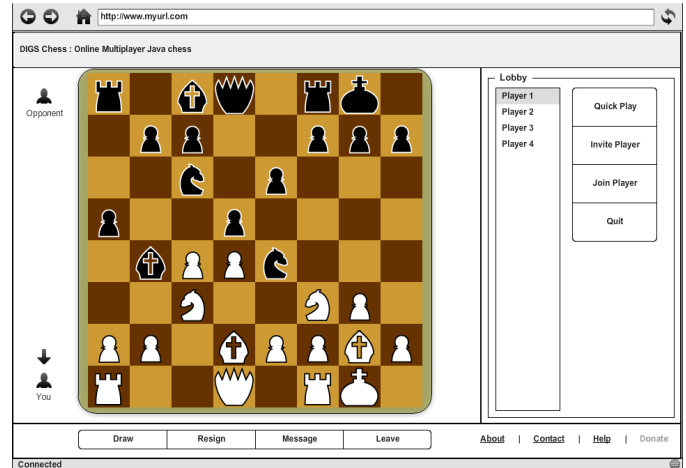 http://www.myurl.com
DIGS Chess : Online Multiplayer Java chess
Opponent
You
Lobby
Player 1
Player 2
Player 3
Player 4
Quick Play
Invite Player
Join Player
Quit
Draw Resign Message Leave
About | Contact | Help | Donate
Connected